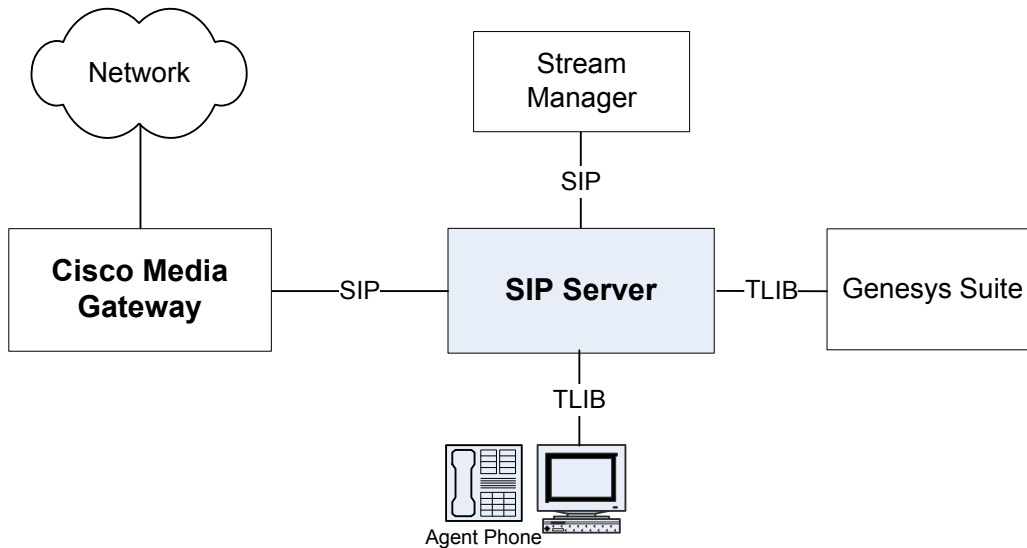 Network
Stream
Manager
SIP
Cisco Media
Gateway
SIP
SIP Server
TLIB
Genesys Suite
TLIB
Agent Phone